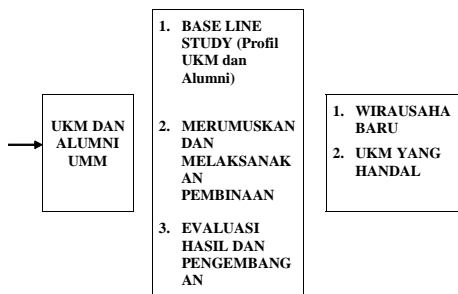 UKM DAN
ALUMNI
UMM
1. BASE LINE
STUDY (Profil
UKM dan
Alumni)
2. MERUMUSKAN
DAN
MELAKSANAK
AN
PEMBINAAN
3. EVALUASI
HASIL DAN
PENGEMBANG
AN
1. WIRAUSAHA
BARU
2. UKM YANG
HANDAL